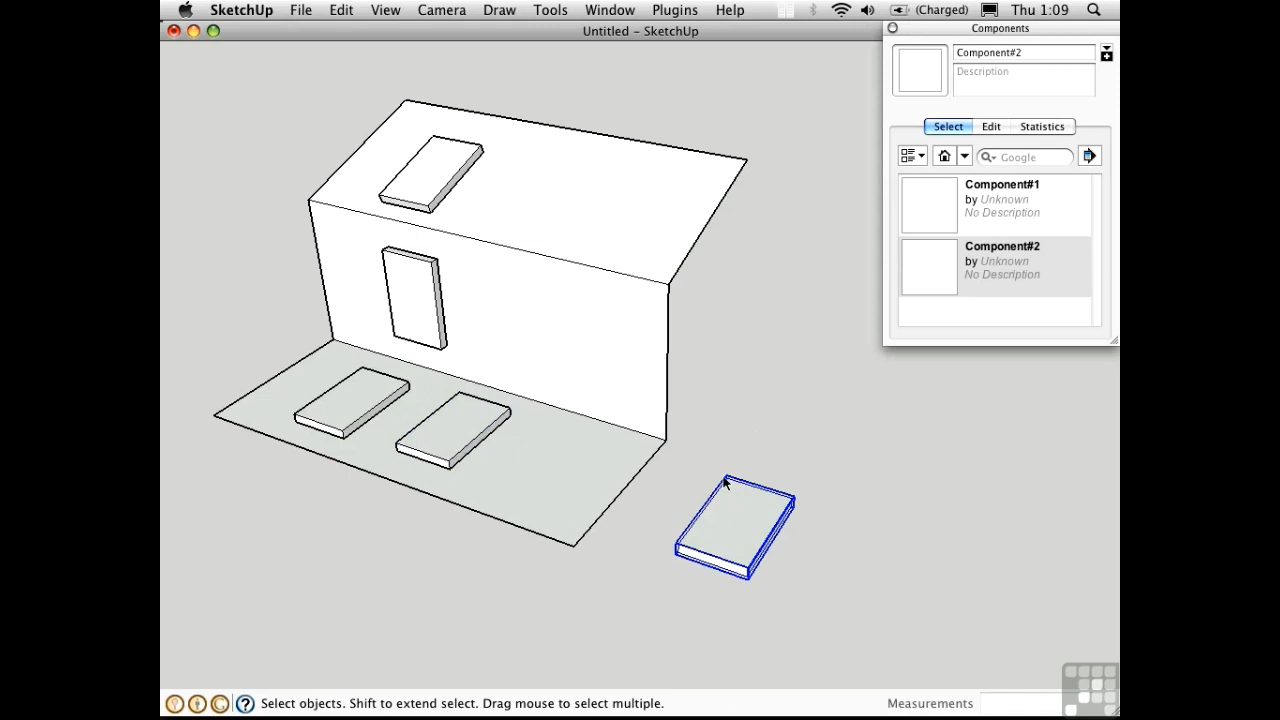 SketchUp File Edit View Camera Draw Tools Window Plugins Help (Charged) Thu 1:09
Untitled – SketchUp
Components
Component#2
Description
Select Edit Statistics
Google
Component#1
by Unknown
No Description
Component#2
by Unknown
No Description
Select objects. Shift to extend select. Drag mouse to select multiple. Measurements